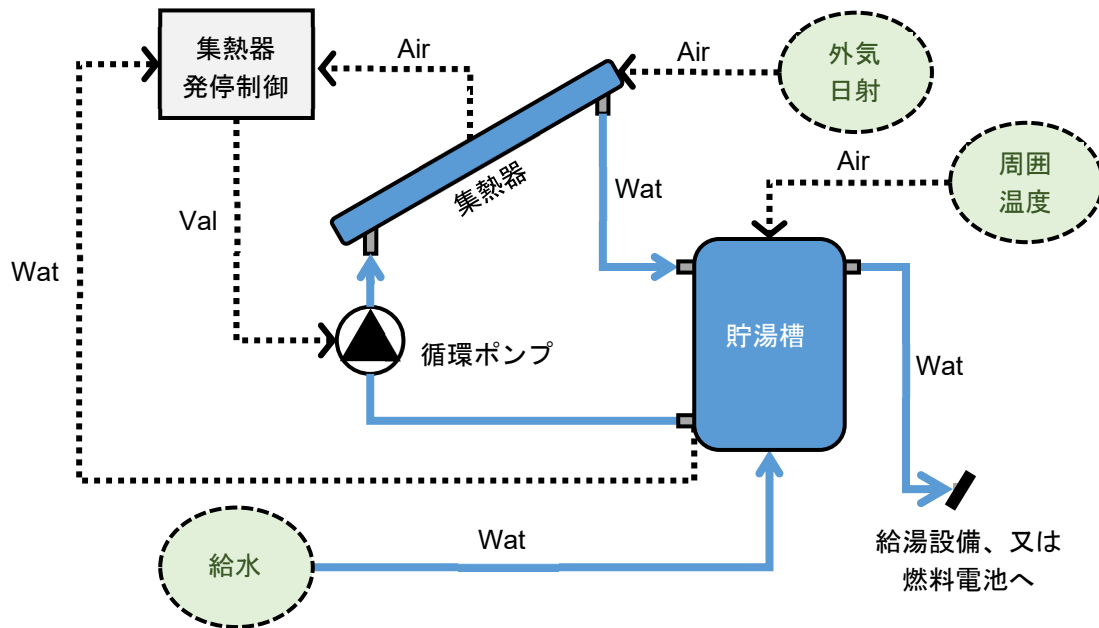 集熱器
発停制御
Air
Air
外気
日射
集熱器
Wat
Air
周囲
温度
Val
Wat
循環ポンプ
貯湯槽
Wat
給水
Wat
給湯設備、又は
燃料電池へ